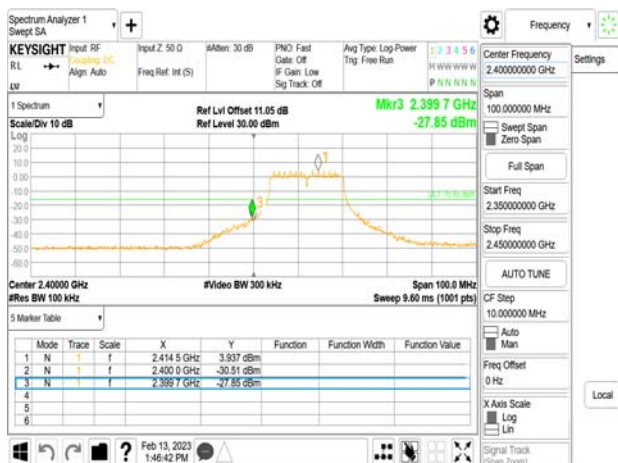 Spectrum Analyzer 1
Swept SA
+
Frequency
KEYSIGHT Input: RF Input Z: 50 Ω #Atten: 30 dB PNO: Fast Avg Type: Log-Power 1 2 3 4 5 6
RL Coupling: DC Gate: Off Trig: Free Run
Align: Auto Freq Ref: Int (S) IF Gain: Low M W W W W W
LXI Sig Track: Off P N N N N N
1 Spectrum
Scale/Div 10 dB
Ref Lvl Offset 11.05 dB
Ref Level 30.00 dBm
Mkr3 2.399 7 GHz
-27.85 dBm
Log
20.0
10.0
0.00
-10.0
-20.0
-30.0
-40.0
-50.0
-60.0
1
3
Center 2.40000 GHz #Video BW 300 kHz Span 100.0 MHz
#Res BW 100 kHz Sweep 9.60 ms (1001 pts)
5 Marker Table
Mode Trace Scale X Y Function Function Width Function Value
1 N 1 f 2.414 5 GHz 3.937 dBm
2 N 1 f 2.400 0 GHz -30.51 dBm
3 N 1 f 2.399 7 GHz -27.85 dBm
4
5
6
Feb 13, 2023
1:46:42 PM
Center Frequency
2.400000000 GHz
Settings
Span
100.000000 MHz
Swept Span
Zero Span
Full Span
Start Freq
2.350000000 GHz
Stop Freq
2.450000000 GHz
AUTO TUNE
CF Step
10.000000 MHz
Auto
Man
Freq Offset
0 Hz
X Axis Scale
Log
Lin
Local
Signal Track
(Span Zoom)